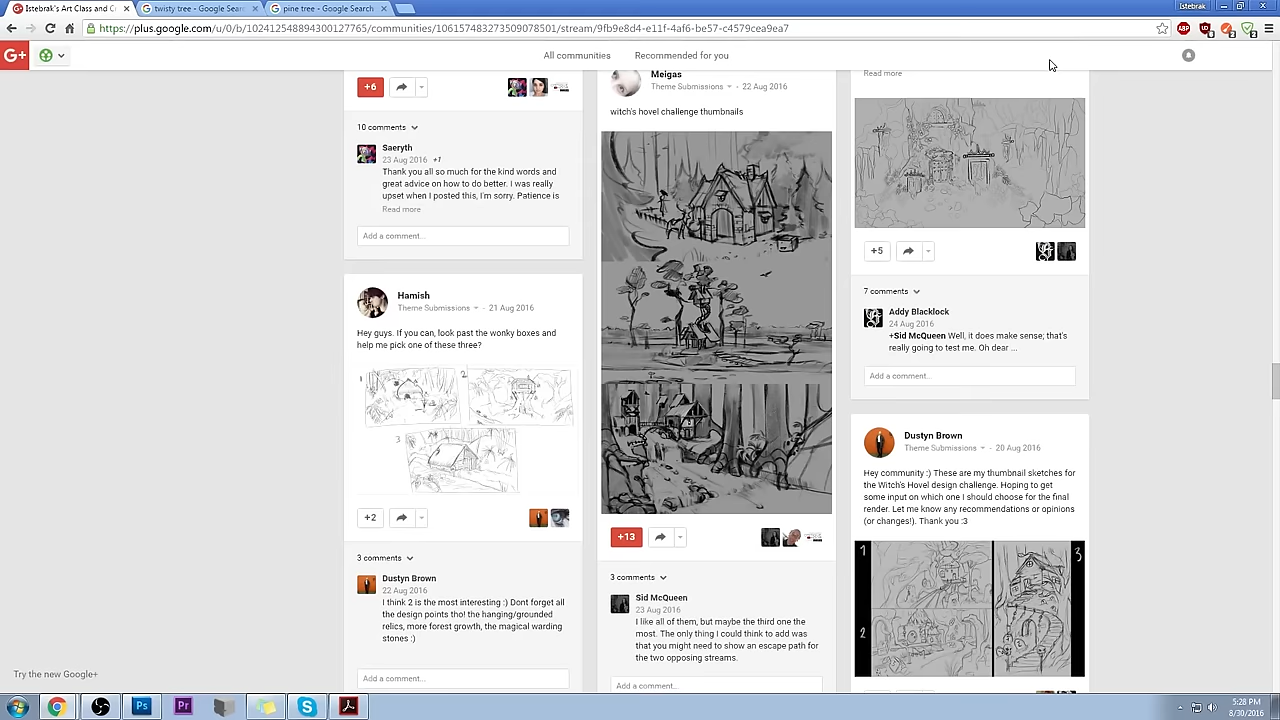 Istebrak's Art Class and C
twisty tree - Google Sear
pine tree - Google Search
Istebrak
https://plus.google.com/u/0/b/102412548894300127765/communities/106157483273509078501/stream/9fb9e8d4-e11f-4af6-be57-c4579cea9ea7
G+
All communities
Recommended for you
+6
10 comments
Saeryth
23 Aug 2016 +1
Thank you all so much for the kind words and
great advice on how to do better. I was really
upset when I posted this, I'm sorry. Patience is
Read more
Add a comment...
Hamish
Theme Submissions - 21 Aug 2016
Hey guys. If you can, look past the wonky boxes and
help me pick one of these three?
1
2
3
+2
3 comments
Dustyn Brown
22 Aug 2016
I think 2 is the most interesting :) Dont forget all
the design points tho! the hanging/grounded
relics, more forest growth, the magical warding
stones :)
Add a comment...
Try the new Google+
Meigas
Theme Submissions - 22 Aug 2016
witch's hovel challenge thumbnails
+13
3 comments
Sid McQueen
23 Aug 2016
I like all of them, but maybe the third one the
most. The only thing I could think to add was
that you might need to show an escape path for
the two opposing streams.
Add a comment...
Read more
+5
7 comments
Addy Blacklock
24 Aug 2016
+Sid McQueen Well, it does make sense; that's
really going to test me. Oh dear ...
Add a comment...
Dustyn Brown
Theme Submissions - 20 Aug 2016
Hey community :) These are my thumbnail sketches for
the Witch's Hovel design challenge. Hoping to get
some input on which one I should choose for the final
render. Let me know any recommendations or opinions
(or changes!). Thank you :3
1
2
3
Ps
Pr
5:28 PM
8/30/2016